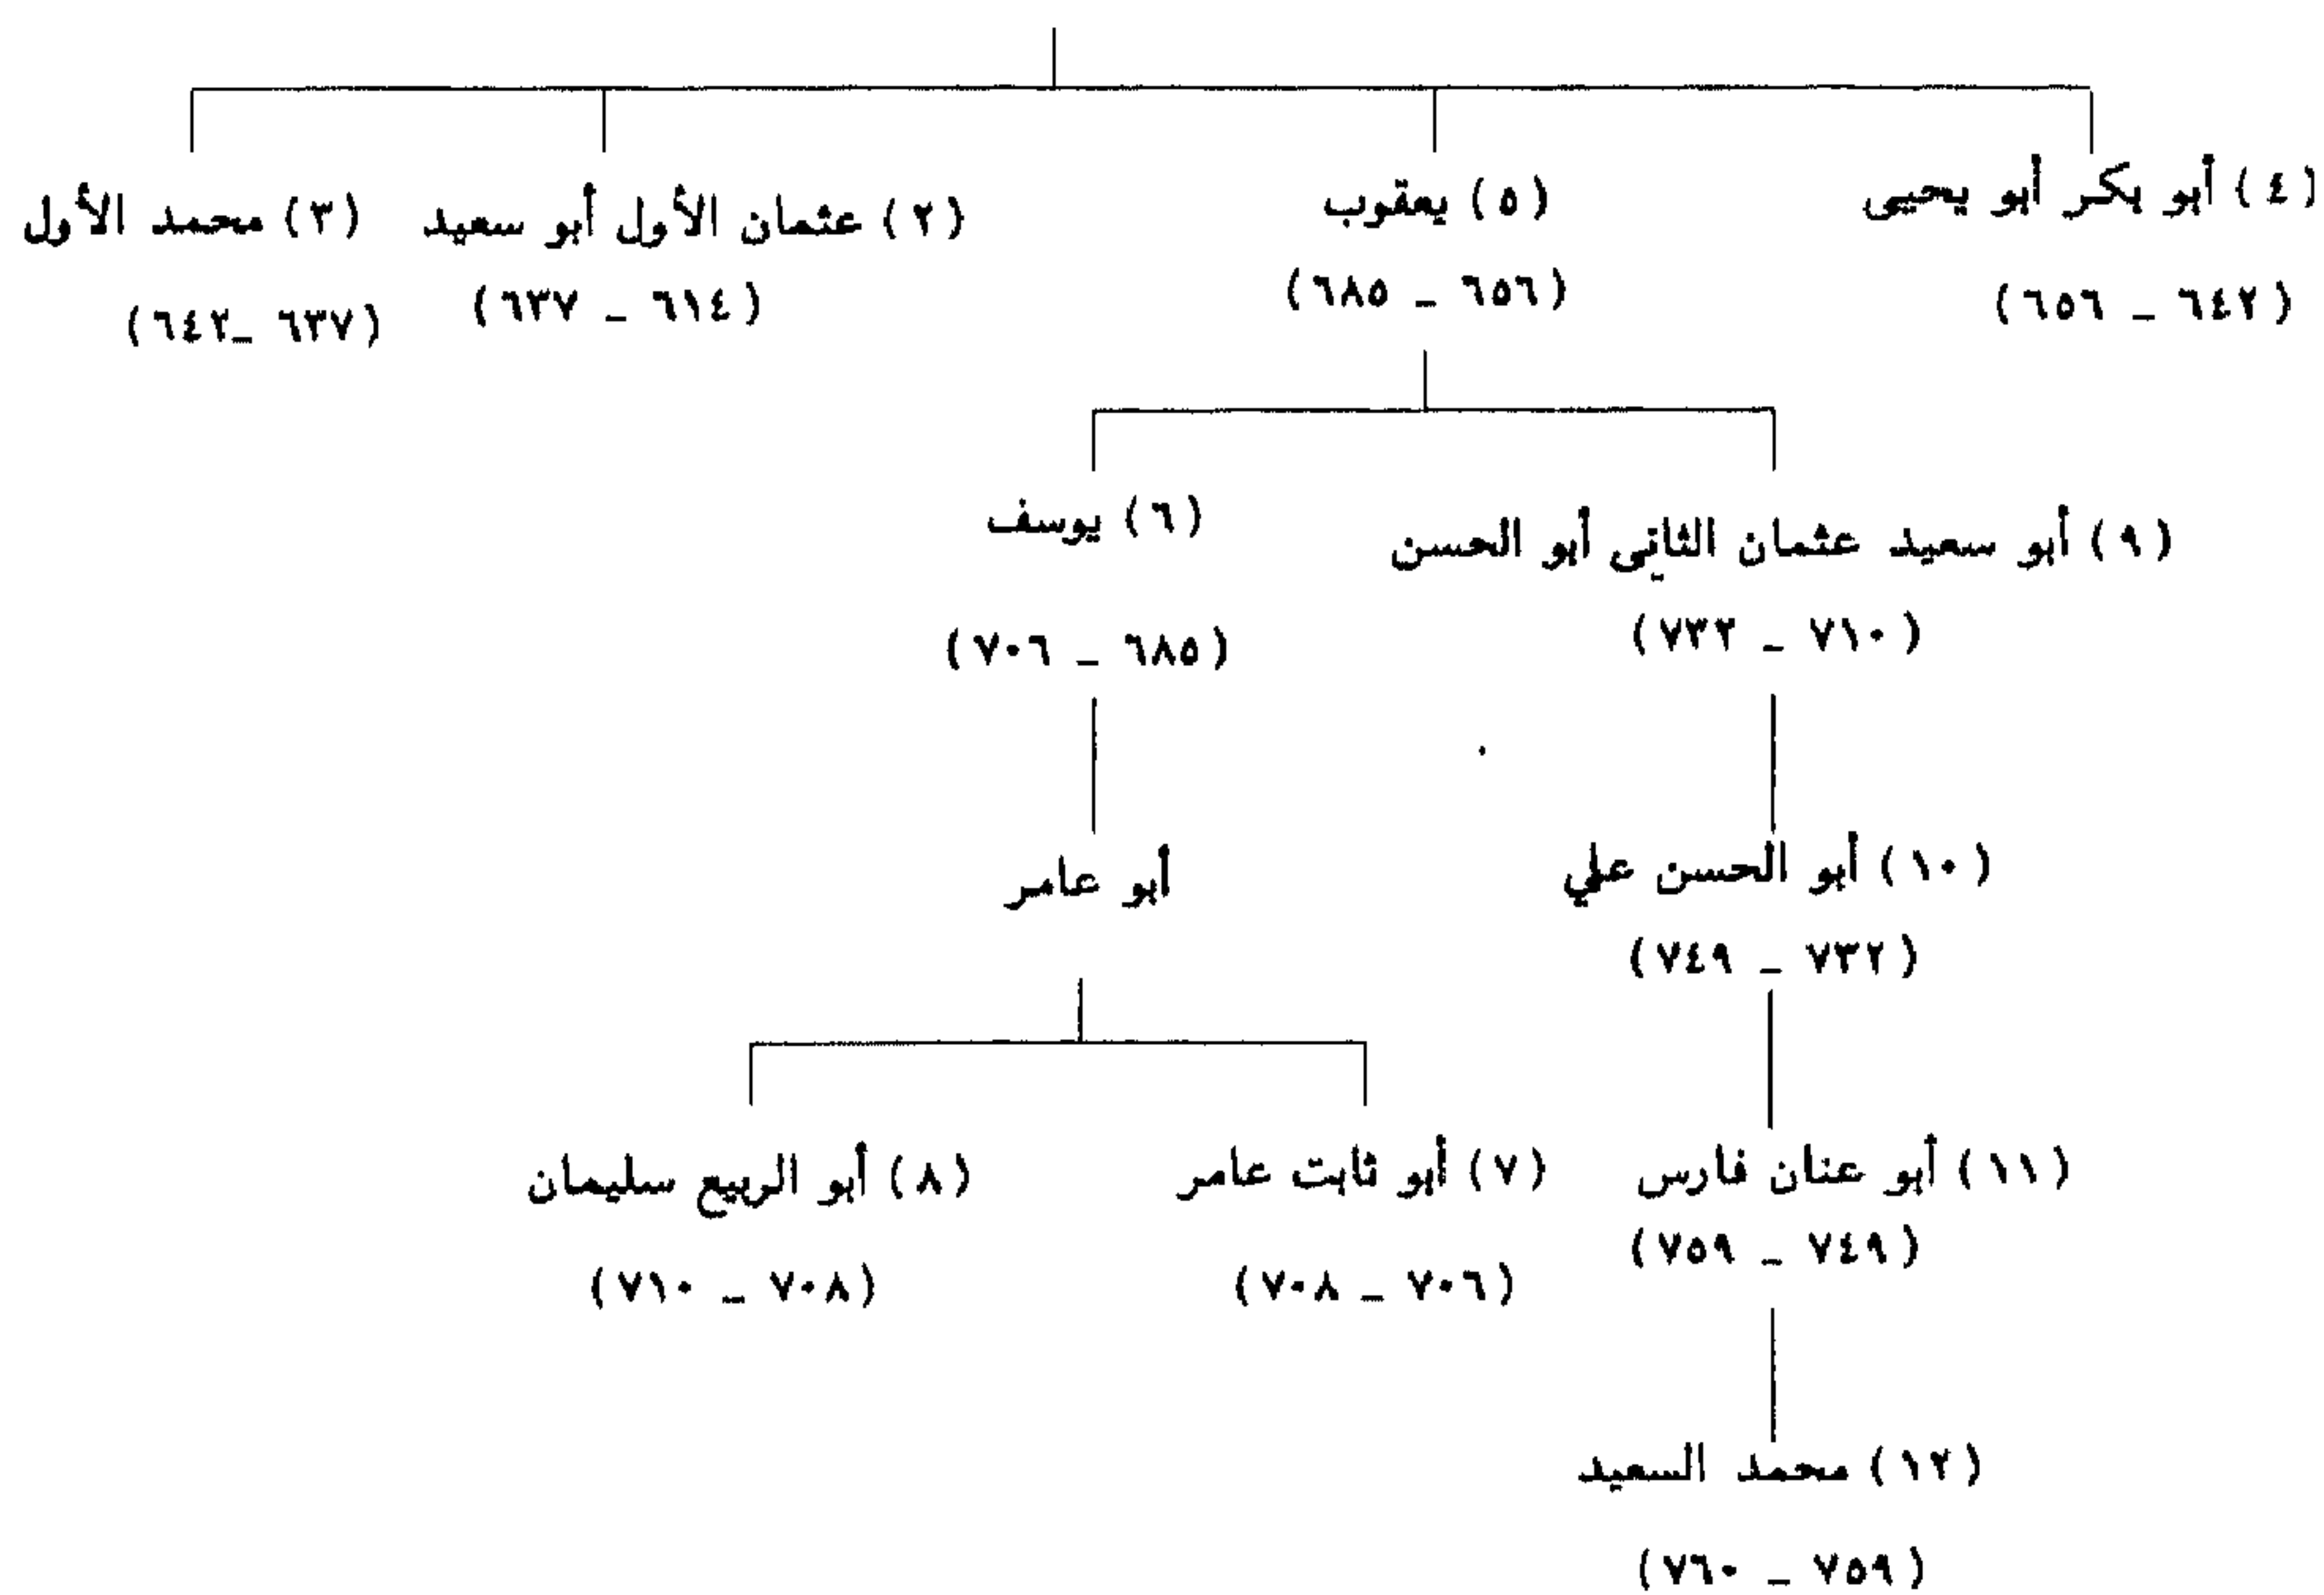 (٤) أبو بكر أبو يحيى
(٦٤٢ _ ٦٥٦)
(٥) يعقوب
(٦٥٦ _ ٦٨٥)
(٢) عثمان الأول أبو سعيد
(٦١٤ _ ٦٣٧)
(٣) محمد الأول
(٦٣٧ _ ٦٤٢)
(٩) أبو سعيد عثمان الثاني أبو الحسن
(٧١٠ _ ٧٣٢)
(٦) يوسف
(٦٨٥ _ ٧٠٦)
(١٠) أبو الحسن علي
(٧٣٢ _ ٧٤٩)
أبو عامر
(١١) أبو عنان فارس
(٧٤٩ _ ٧٥٩)
(٧) أبو ثابت عامر
(٧٠٦ _ ٧٠٨)
(٨) أبو الربيع سليمان
(٧٠٨ _ ٧١٠)
(١٢) محمد السعيد
(٧٥٩ _ ٧٦٠)